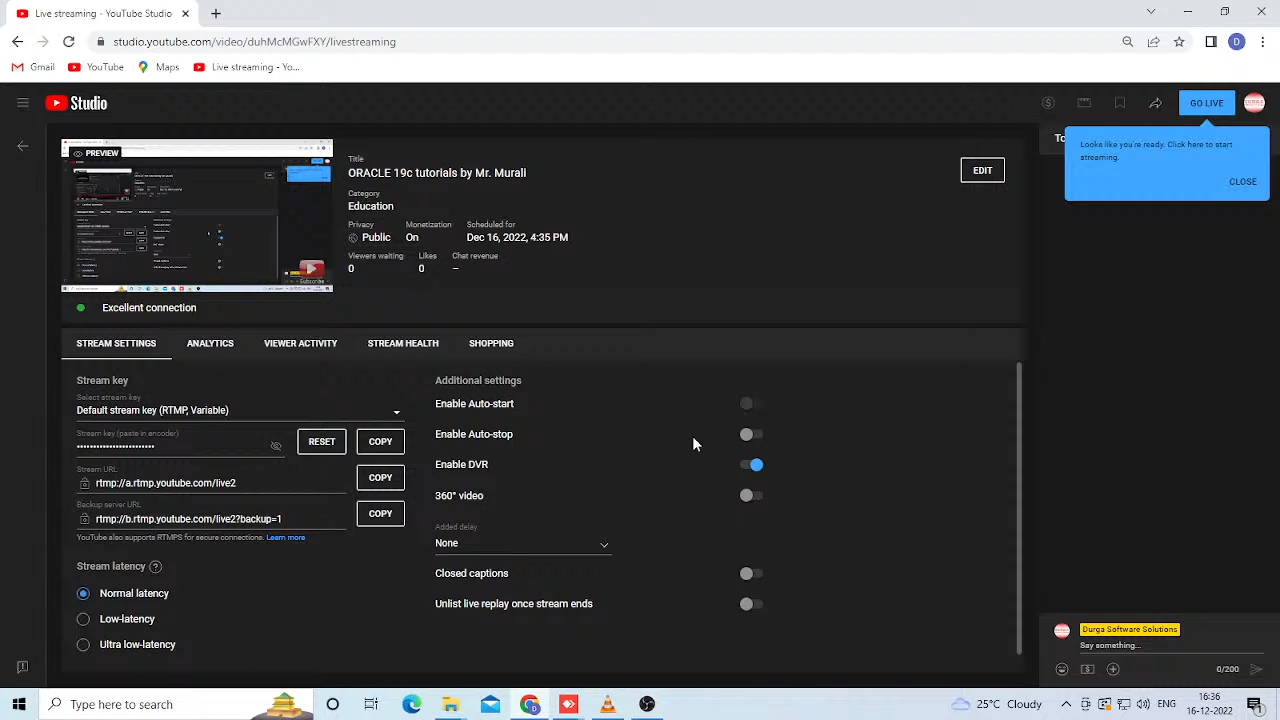 Live streaming - YouTube Studio
studio.youtube.com/video/duhMcMGwFXY/livestreaming
D
Gmail
YouTube
Maps
Live streaming - Yo...
Studio
GO LIVE
Looks like you're ready. Click here to start
streaming.
CLOSE
PREVIEW
Title
ORACLE 19c tutorials by Mr. Murali
EDIT
Category
Education
Privacy
Monetization
Public
On
Dec 16, 2022, 4:35 PM
Likes
Chat revenue
0
–
Subscribe
Excellent connection
STREAM SETTINGS
ANALYTICS
VIEWER ACTIVITY
STREAM HEALTH
SHOPPING
Stream key
Select stream key
Default stream key (RTMP, Variable)
Stream key (paste in encoder)
RESET
COPY
Stream URL
rtmp://a.rtmp.youtube.com/live2
COPY
Backup server URL
rtmp://b.rtmp.youtube.com/live2?backup=1
COPY
YouTube also supports RTMPS for secure connections. Learn more
Stream latency
Normal latency
Low-latency
Ultra low-latency
Additional settings
Enable Auto-start
Enable Auto-stop
Enable DVR
360° video
Added delay
None
Closed captions
Unlist live replay once stream ends
Durga Software Solutions
Say something...
0/200
Type here to search
25°C Cloudy
ENG
16:36
16-12-2022